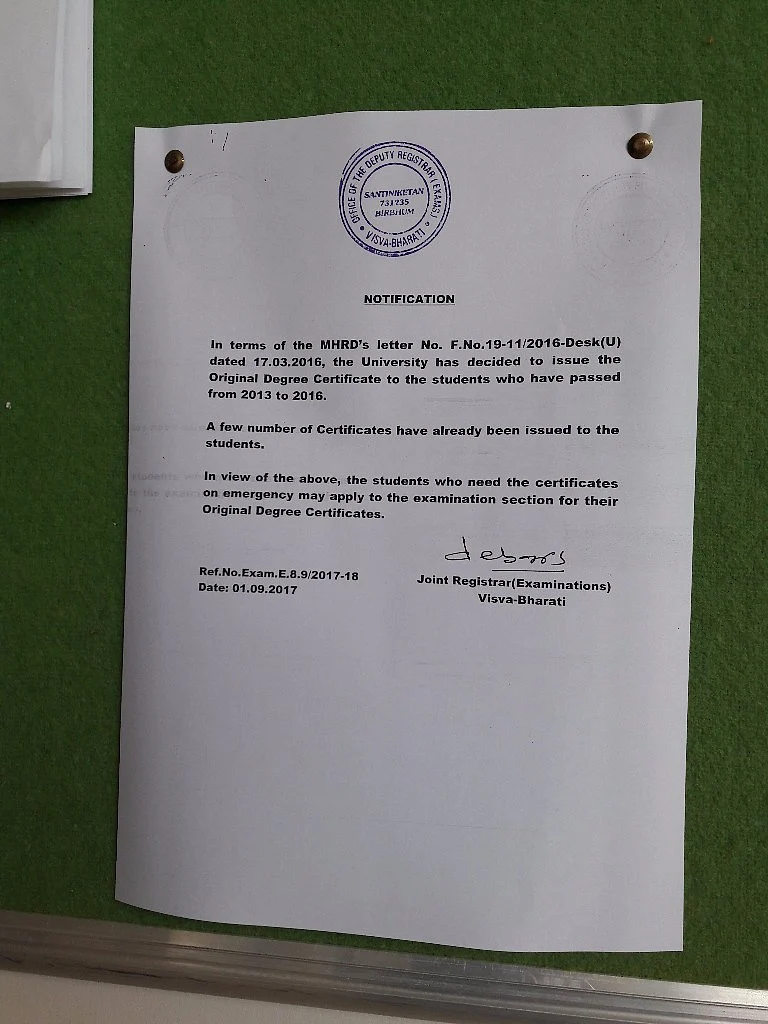 OFFICE OF THE DEPUTY REGISTRAR (EXAMS.)
SANTINIKETAN
731235
BIRBHUM
VISVA-BHARATI
NOTIFICATION
In terms of the MHRD's letter No. F.No.19-11/2016-Desk(U)
dated 17.03.2016, the University has decided to issue the
Original Degree Certificate to the students who have passed
from 2013 to 2016.
A few number of Certificates have already been issued to the
students.
In view of the above, the students who need the certificates
on emergency may apply to the examination section for their
Original Degree Certificates.
Ref.No.Exam.E.8.9/2017-18
Date: 01.09.2017
Joint Registrar(Examinations)
Visva-Bharati